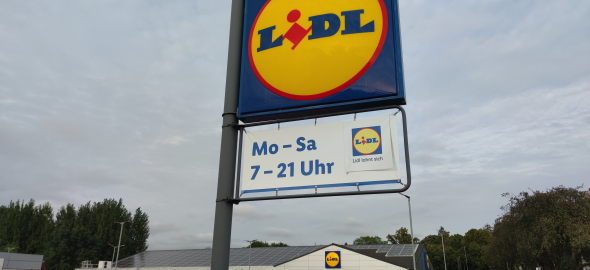 LIDL
Mo – Sa
7 – 21 Uhr
LIDL
Lidl lohnt sich
LIDL